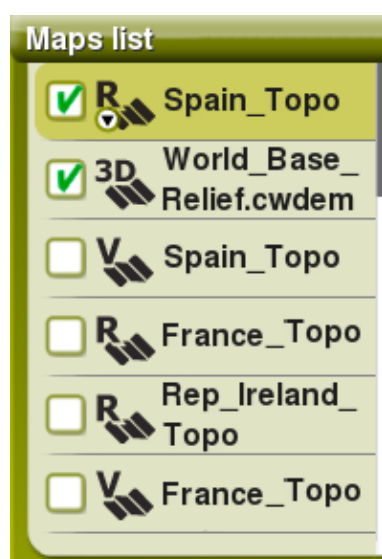 Maps list
R Spain_Topo
3D World_Base_
Relief.cwdem
V Spain_Topo
R France_Topo
R Rep_Ireland_
Topo
V France_Topo